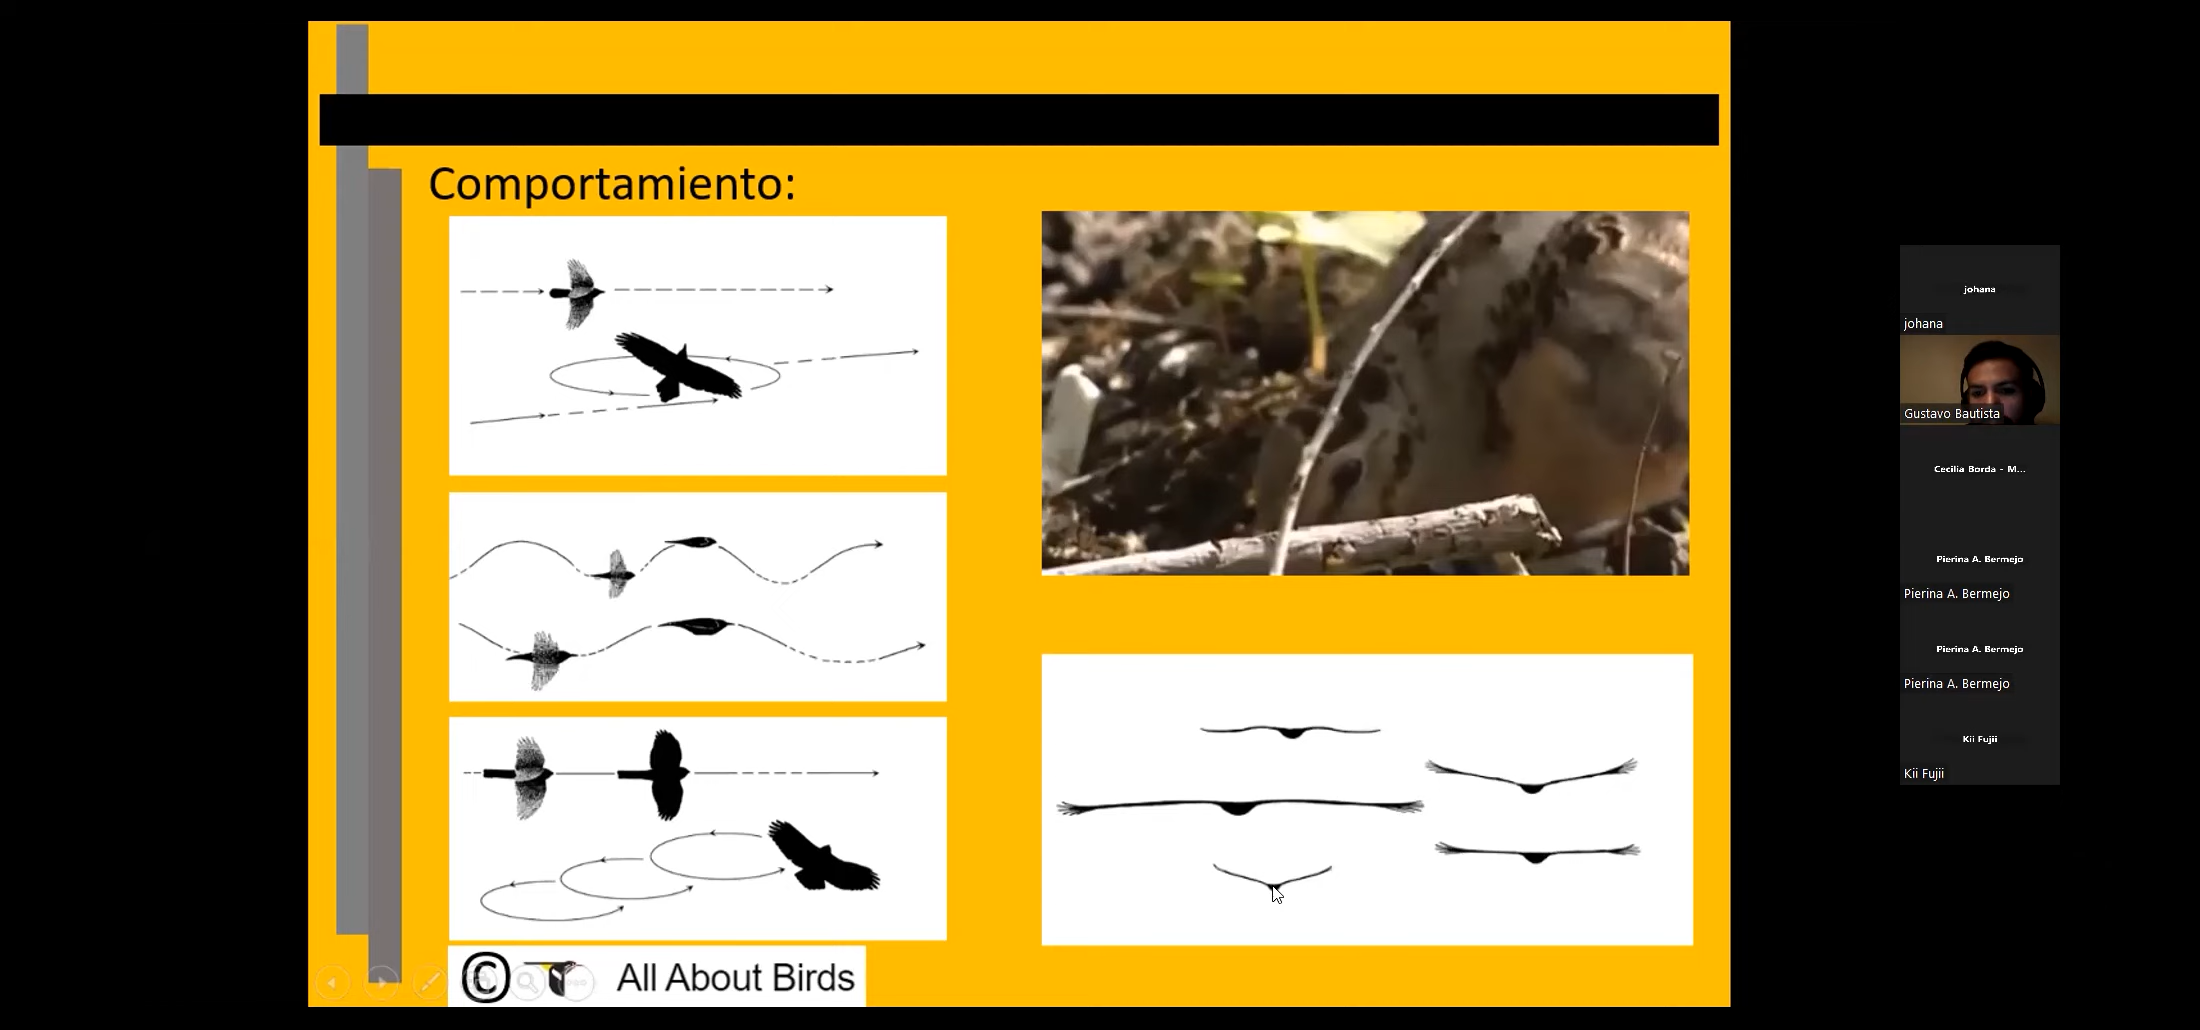 Comportamiento:
© All About Birds
johana
johana
Gustavo Bautista
Cecilia Borda - M...
Pierina A. Bermejo
Pierina A. Bermejo
Pierina A. Bermejo
Pierina A. Bermejo
Kii Fujii
Kii Fujii